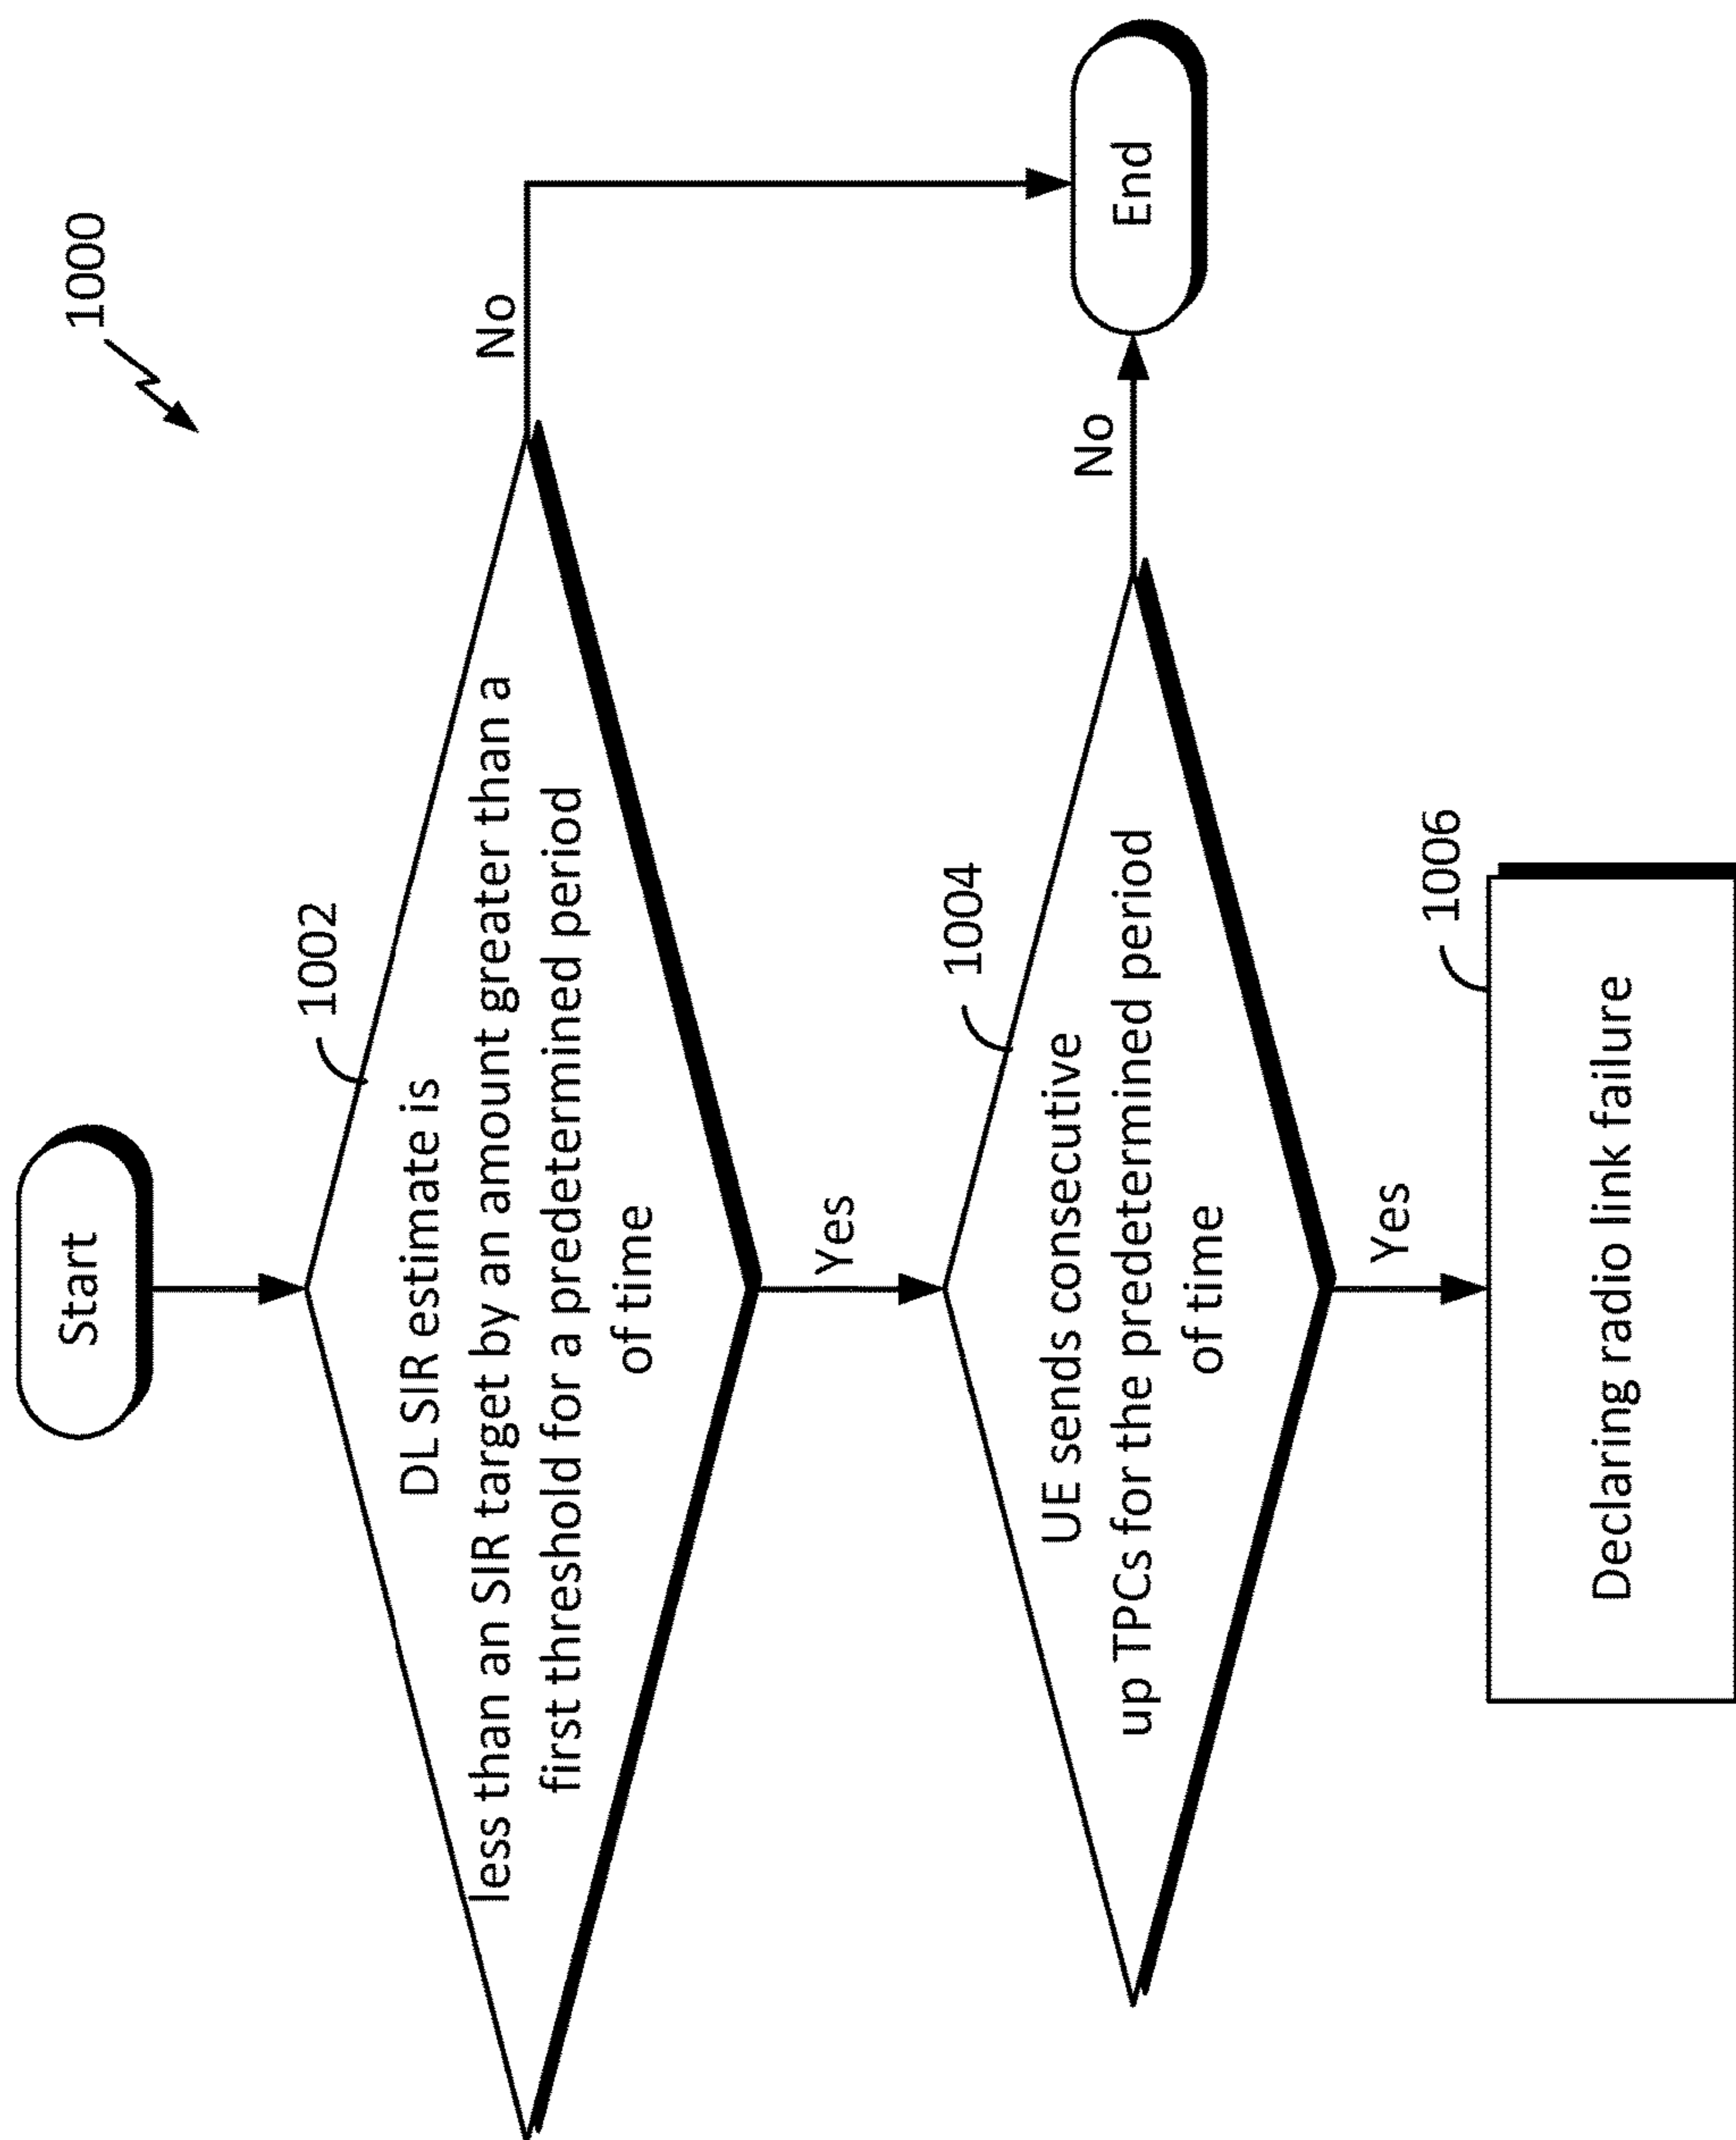 1000
Start
1002
DL SIR estimate is
less than an SIR target by an amount greater than a
first threshold for a predetermined period
of time
No
Yes
1004
UE sends consecutive
up TPCs for the predetermined period
of time
No
End
Yes
1006
Declaring radio link failure